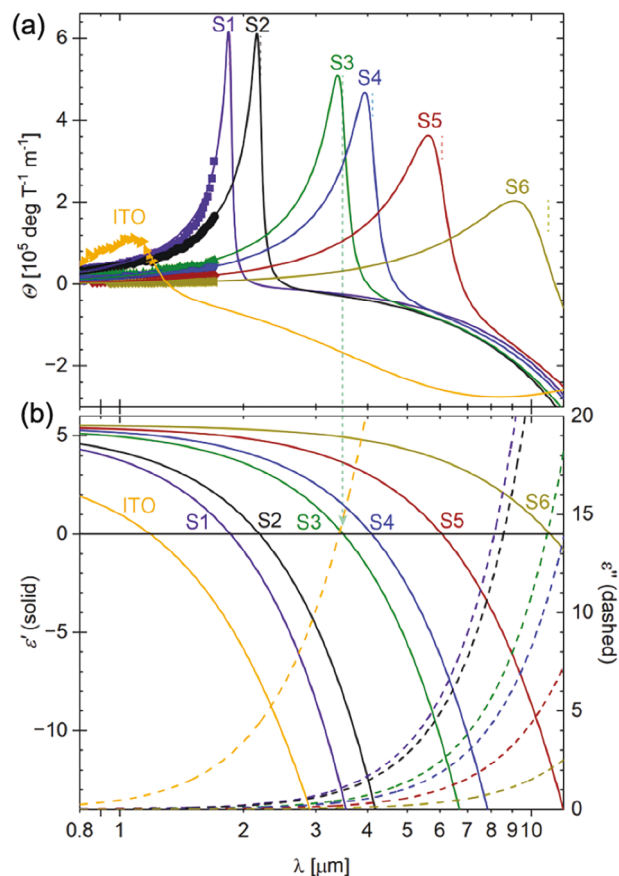 (a)
S1 S2 S3 S4 S5 S6
ITO
6
4
2
0
−2
Θ [10⁵ deg T⁻¹ m⁻¹]
(b)
ITO S1 S2 S3 S4 S5 S6
5
0
−5
−10
ε' (solid)
20
15
10
5
0
ε'' (dashed)
0.8 1 2 3 4 5 6 7 8 9 10
λ [µm]